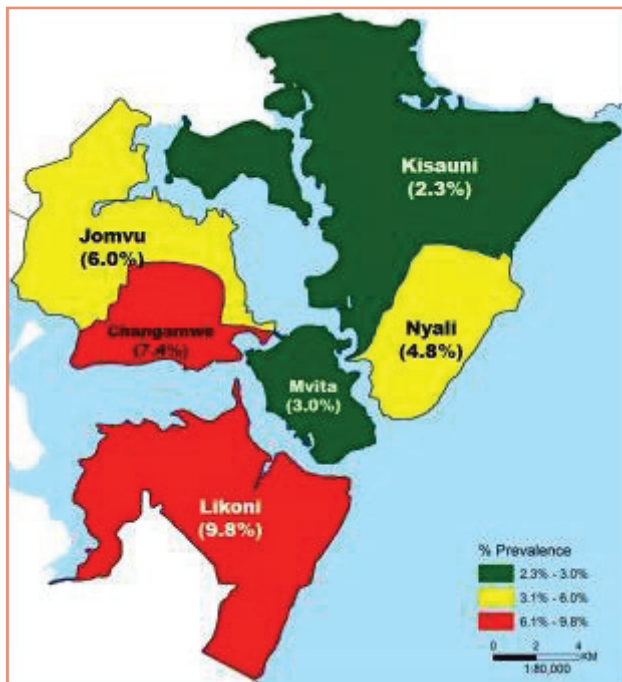 Kisauni
(2.3%)
Jomvu
(6.0%)
Changamwe
(7.4%)
Nyali
(4.8%)
Mvita
(3.0%)
Likoni
(9.8%)
% Prevalence
2.3% - 3.0%
3.1% - 6.0%
6.1% - 9.8%
0 2 4
KM
1:80,000